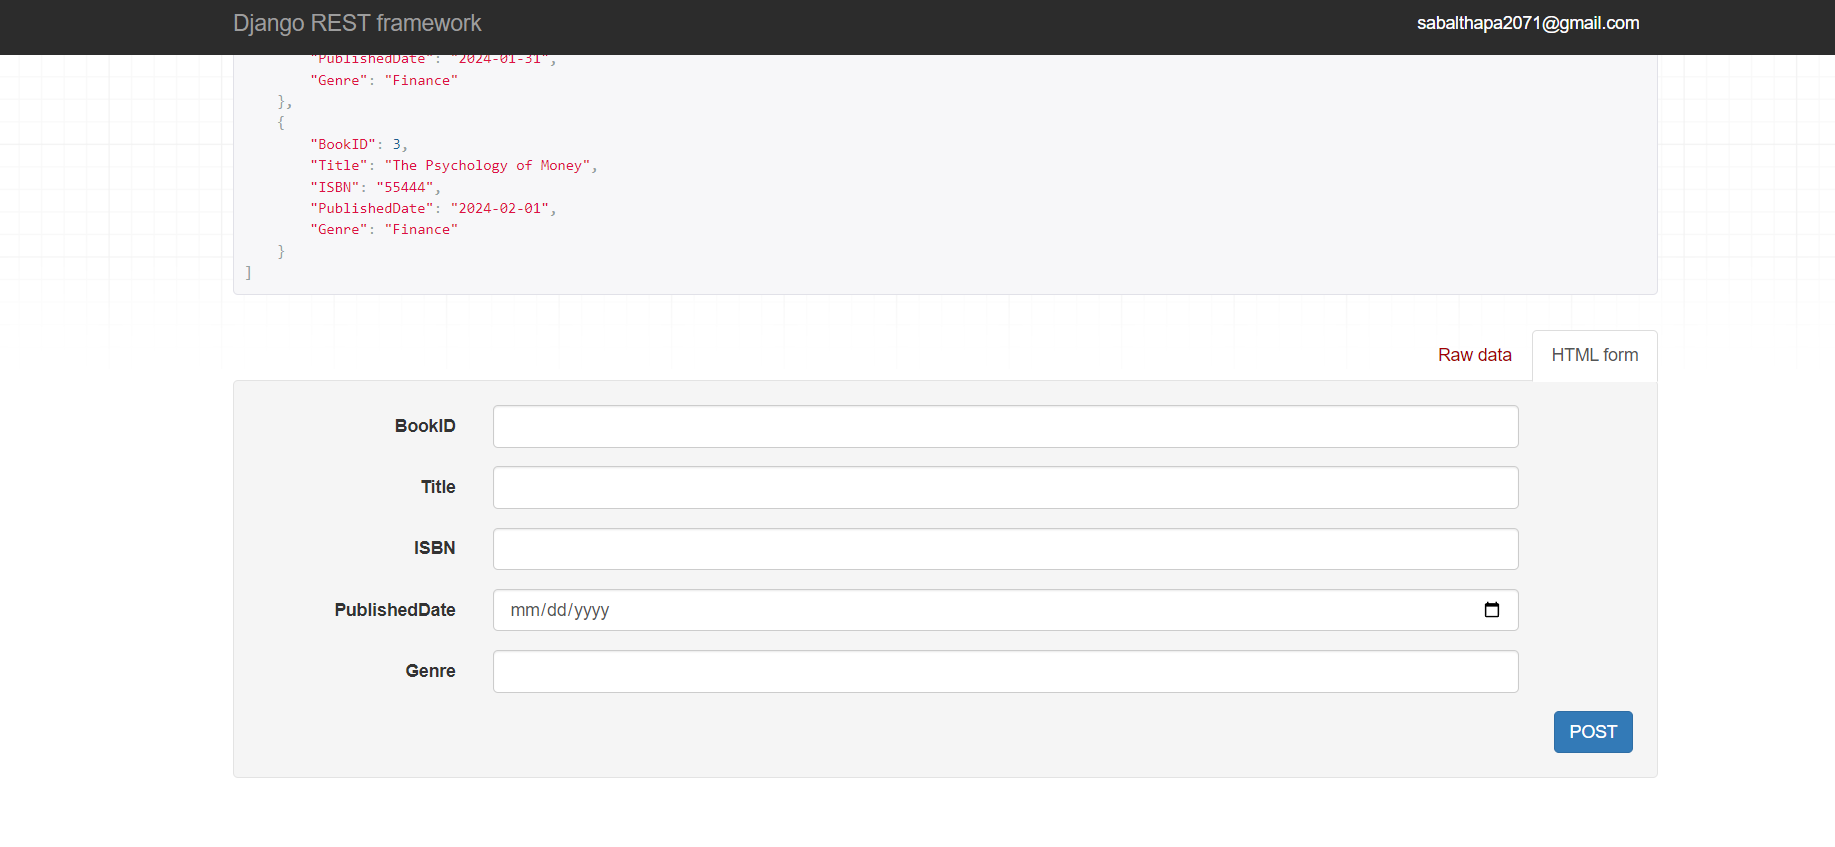 Django REST framework
sabalthapa2071@gmail.com
"PublishedDate": "2024-01-31",
"Genre": "Finance"
},
{
"BookID": 3,
"Title": "The Psychology of Money",
"ISBN": "55444",
"PublishedDate": "2024-02-01",
"Genre": "Finance"
}
]
Raw data
HTML form
BookID
Title
ISBN
PublishedDate
mm/dd/yyyy
Genre
POST